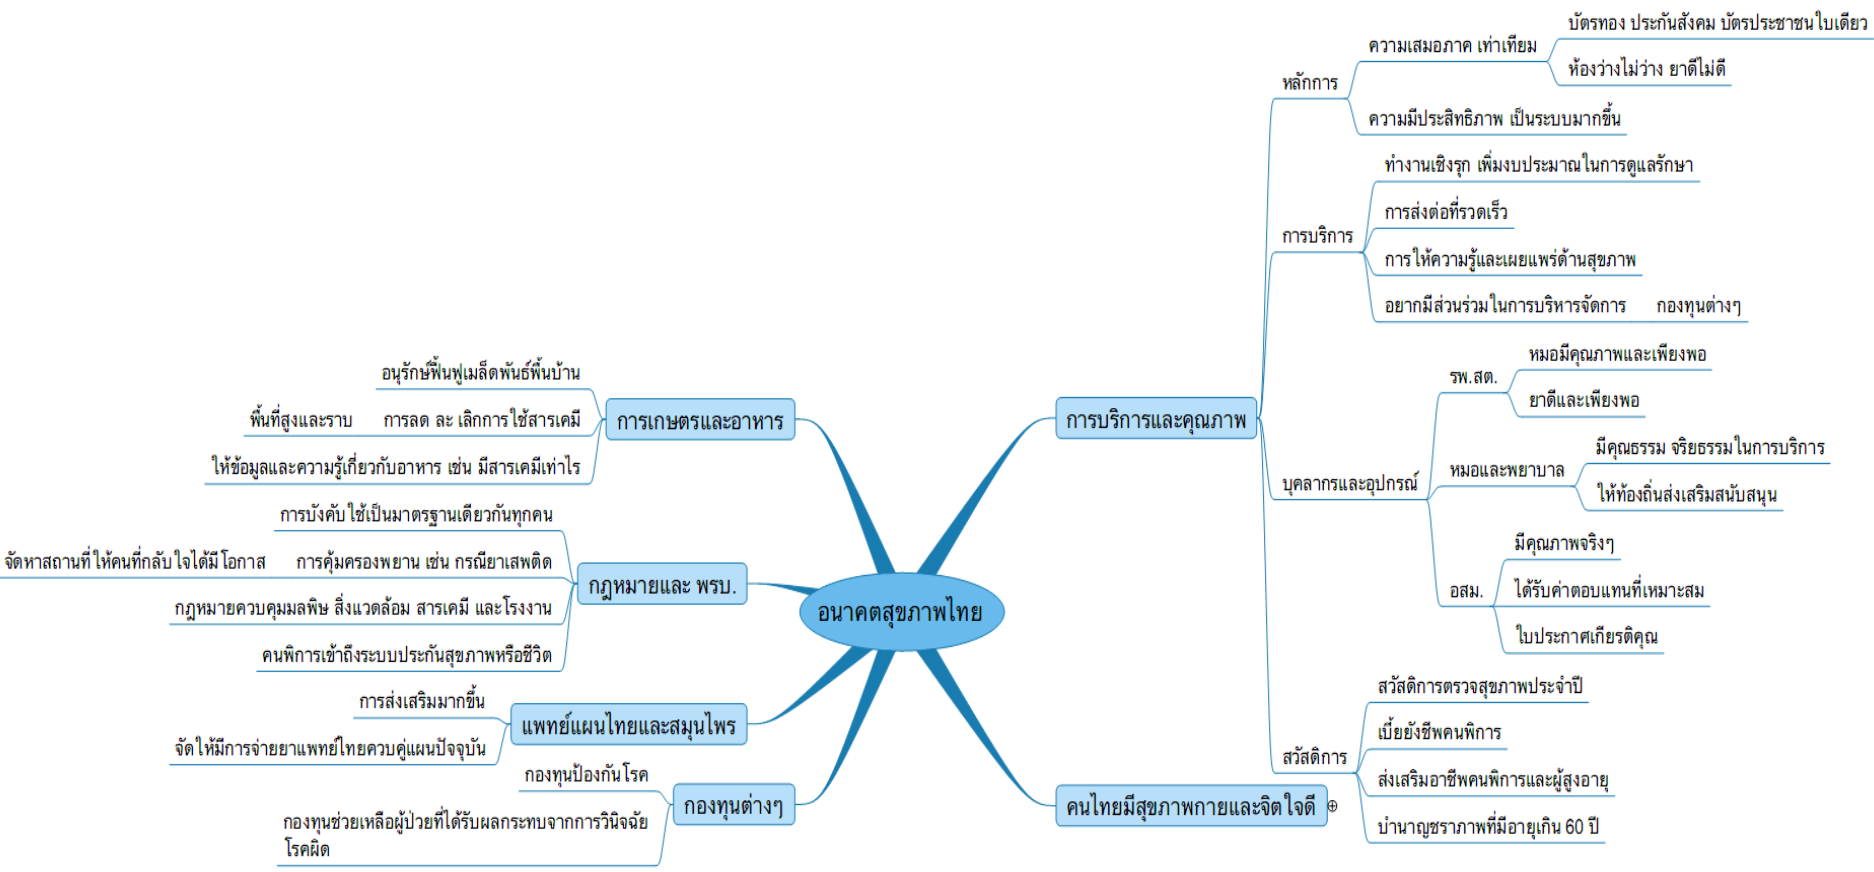 อนาคตสุขภาพไทย
การบริการและคุณภาพ
หลักการ
ความเสมอภาค เท่าเทียม
บัตรทอง ประกันสังคม บัตรประชาชนใบเดียว
ห้องว่างไม่ว่าง ยาดีไม่ดี
ความมีประสิทธิภาพ เป็นระบบมากขึ้น
การบริการ
ทำงานเชิงรุก เพิ่มงบประมาณในการดูแลรักษา
การส่งต่อที่รวดเร็ว
การให้ความรู้และเผยแพร่ด้านสุขภาพ
อยากมีส่วนร่วมในการบริหารจัดการ
กองทุนต่างๆ
บุคลากรและอุปกรณ์
รพ.สต.
หมอมีคุณภาพและเพียงพอ
ยาดีและเพียงพอ
หมอและพยาบาล
มีคุณธรรม จริยธรรมในการบริการ
ให้ท้องถิ่นส่งเสริมสนับสนุน
อสม.
มีคุณภาพจริงๆ
ได้รับค่าตอบแทนที่เหมาะสม
ใบประกาศเกียรติคุณ
สวัสดิการ
สวัสดิการตรวจสุขภาพประจำปี
เบี้ยยังชีพคนพิการ
ส่งเสริมอาชีพคนพิการและผู้สูงอายุ
บำนาญชราภาพที่มีอายุเกิน 60 ปี
คนไทยมีสุขภาพกายและจิตใจดี
การเกษตรและอาหาร
อนุรักษ์ฟื้นฟูเมล็ดพันธ์พื้นบ้าน
การลด ละ เลิกการใช้สารเคมี
พื้นที่สูงและราบ
ให้ข้อมูลและความรู้เกี่ยวกับอาหาร เช่น มีสารเคมีเท่าไร
กฎหมายและ พรบ.
การบังคับใช้เป็นมาตรฐานเดียวกันทุกคน
การคุ้มครองพยาน เช่น กรณียาเสพติด
จัดหาสถานที่ให้คนที่กลับใจได้มีโอกาส
กฎหมายควบคุมมลพิษ สิ่งแวดล้อม สารเคมี และโรงงาน
คนพิการเข้าถึงระบบประกันสุขภาพหรือชีวิต
แพทย์แผนไทยและสมุนไพร
การส่งเสริมมากขึ้น
จัดให้มีการจ่ายยาแพทย์ไทยควบคู่แผนปัจจุบัน
กองทุนต่างๆ
กองทุนป้องกันโรค
กองทุนช่วยเหลือผู้ป่วยที่ได้รับผลกระทบจากการวินิจฉัย
โรคผิด